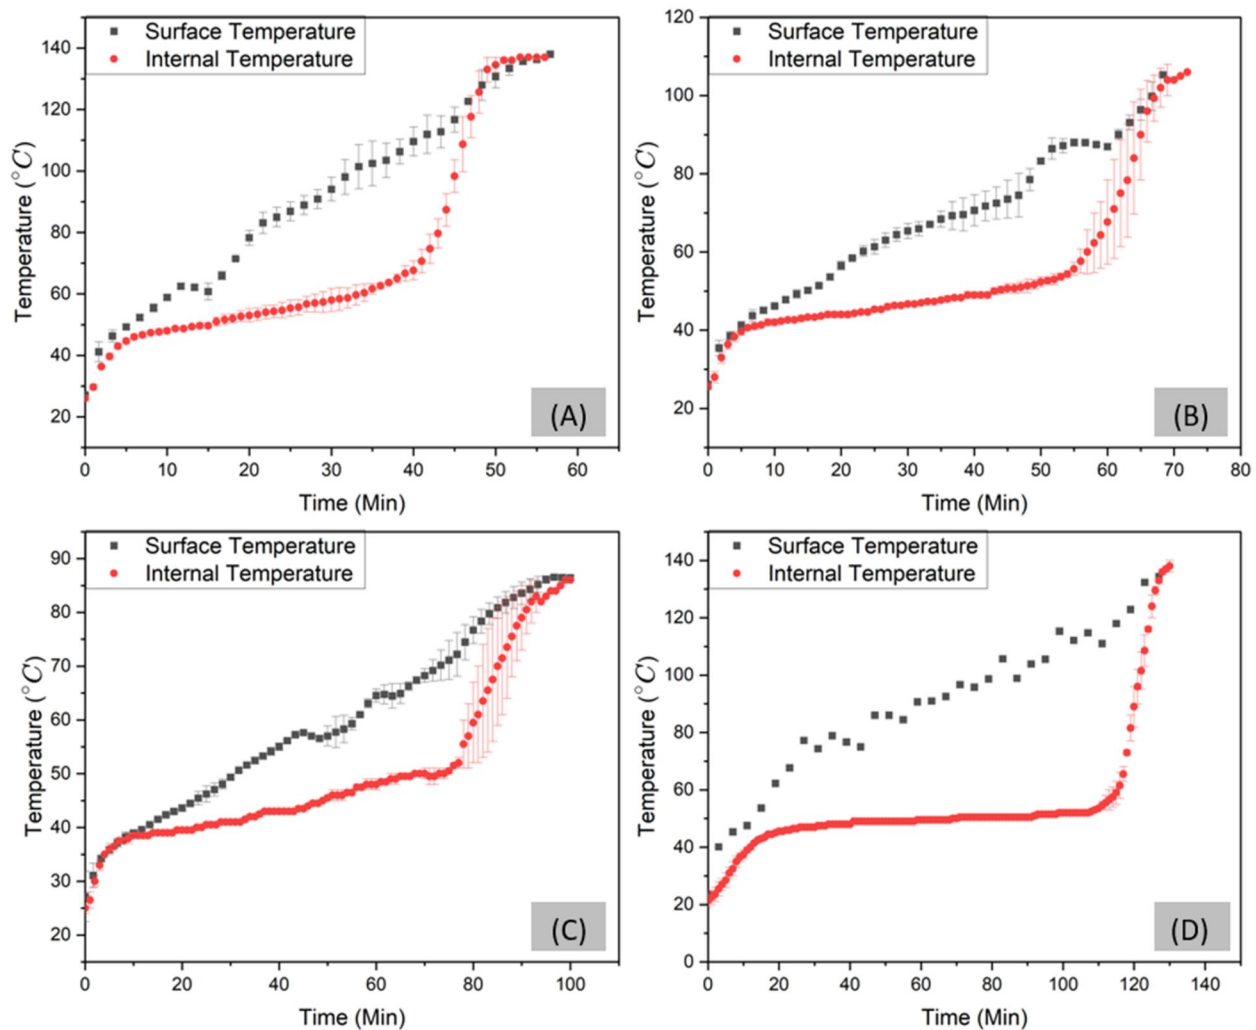 Surface Temperature
Internal Temperature
140
120
100
80
60
40
20
Temperature (°C)
0 10 20 30 40 50 60
Time (Min)
(A)
Surface Temperature
Internal Temperature
120
100
80
60
40
20
Temperature (°C)
0 10 20 30 40 50 60 70 80
Time (Min)
(B)
Surface Temperature
Internal Temperature
90
80
70
60
50
40
30
20
Temperature (°C)
0 20 40 60 80 100
Time (Min)
(C)
Surface Temperature
Internal Temperature
140
120
100
80
60
40
20
0
Temperature (°C)
0 20 40 60 80 100 120 140
Time (Min)
(D)